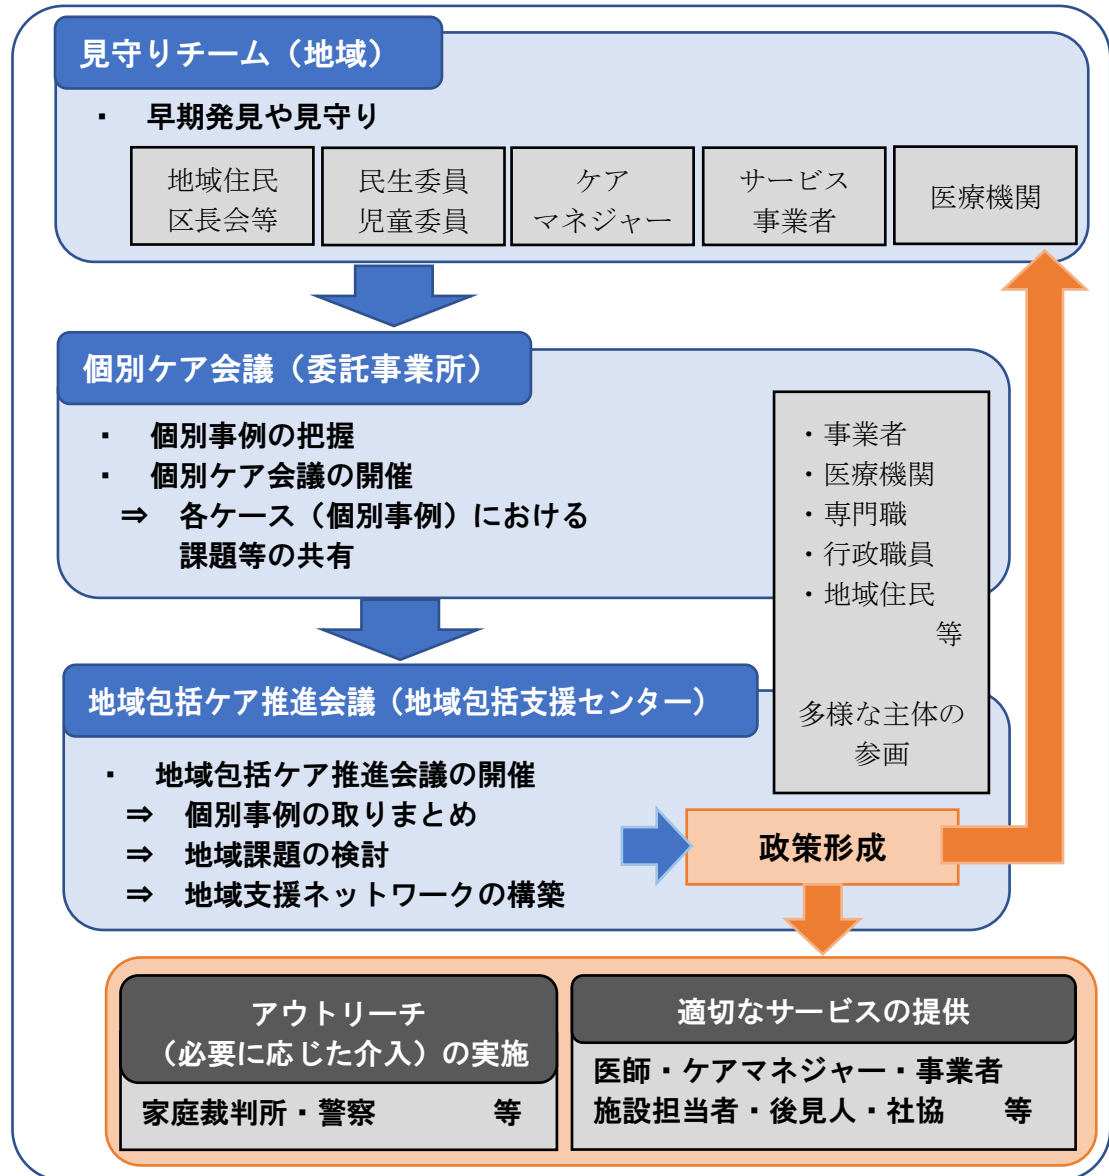 見守りチーム（地域）
・ 早期発見や見守り
地域住民
区長会等
民生委員
児童委員
ケア
マネジャー
サービス
事業者
医療機関
個別ケア会議（委託事業所）
・ 個別事例の把握
・ 個別ケア会議の開催
⇒ 各ケース（個別事例）における
課題等の共有
・事業者
・医療機関
・専門職
・行政職員
・地域住民
等
多様な主体の
参画
地域包括ケア推進会議（地域包括支援センター）
・ 地域包括ケア推進会議の開催
⇒ 個別事例の取りまとめ
⇒ 地域課題の検討
⇒ 地域支援ネットワークの構築
政策形成
アウトリーチ
（必要に応じた介入）の実施
家庭裁判所・警察 等
適切なサービスの提供
医師・ケアマネジャー・事業者
施設担当者・後見人・社協 等